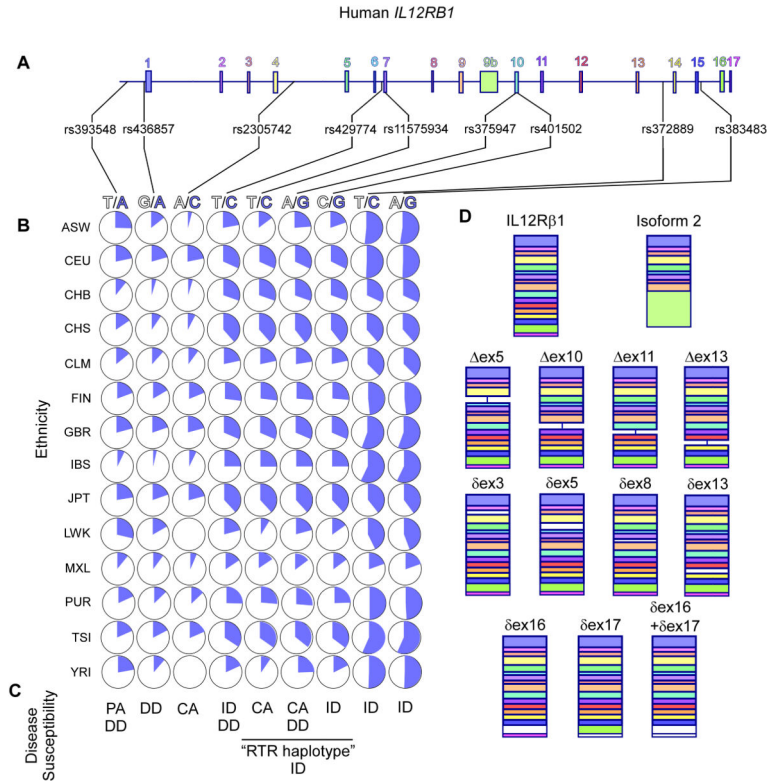 Human IL12RB1
A
1 2 3 4 5 6 7 8 9 9b 10 11 12 13 14 15 16 17
rs393548 rs436857 rs2305742 rs429774 rs11575934 rs375947 rs401502 rs372889 rs383483
T/A G/A A/C T/C T/C A/G C/G T/C A/G
B
Ethnicity
ASW
CEU
CHB
CHS
CLM
FIN
GBR
IBS
JPT
LWK
MXL
PUR
TSI
YRI
C
Disease
Susceptibility
PA DD CA ID CA CA ID ID ID
DD DD DD
“RTR haplotype”
ID
D
IL12Rβ1 Isoform 2
Δex5 Δex10 Δex11 Δex13
δex3 δex5 δex8 δex13
δex16 δex17 δex16
+δex17